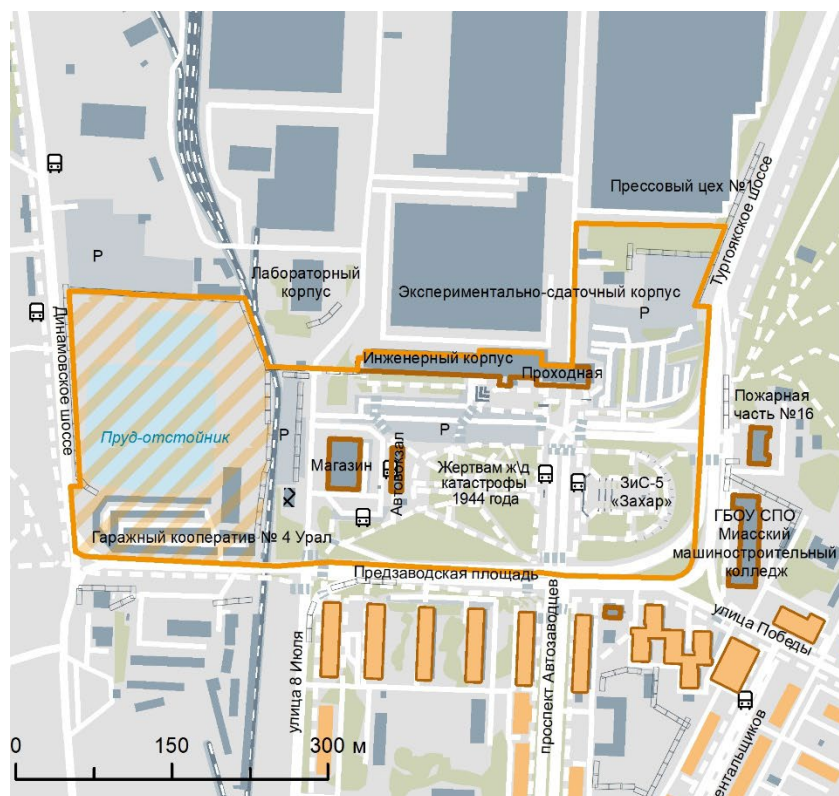 Прессовый цех №1
Тургоякское шоссе
P
Лабораторный
корпус
Экспериментально-сдаточный корпус
P
Динамовское шоссе
Инженерный корпус
Проходная
Пожарная
часть №16
Пруд-отстойник
P
P
Магазин
Автовокзал
Жертвам ж/д
катастрофы
1944 года
ЗиС-5
«Захар»
ГБОУ СПО
Миасский
машиностроительный
колледж
Гаражный кооператив № 4 Урал
Предзаводская площадь
улица Победы
улица 8 Июля
проспект Автозаводцев
ентальщиков
0 150 300 м